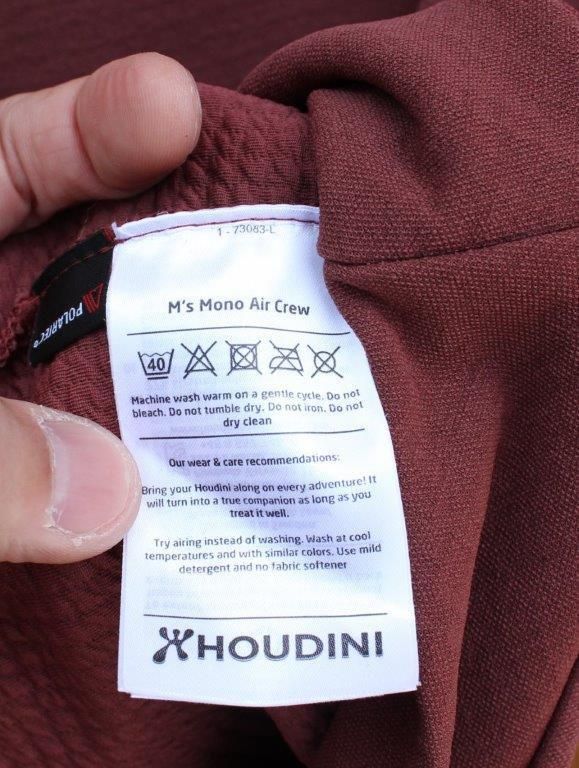 1 - 73083-L
POLARTEC®
M's Mono Air Crew
40
Machine wash warm on a gentle cycle. Do not
bleach. Do not tumble dry. Do not iron. Do not
dry clean
Our wear & care recommendations:
Bring your Houdini along on every adventure! It
will turn into a true companion as long as you
treat it well.
Try airing instead of washing. Wash at cool
temperatures and with similar colors. Use mild
detergent and no fabric softener
HOUDINI